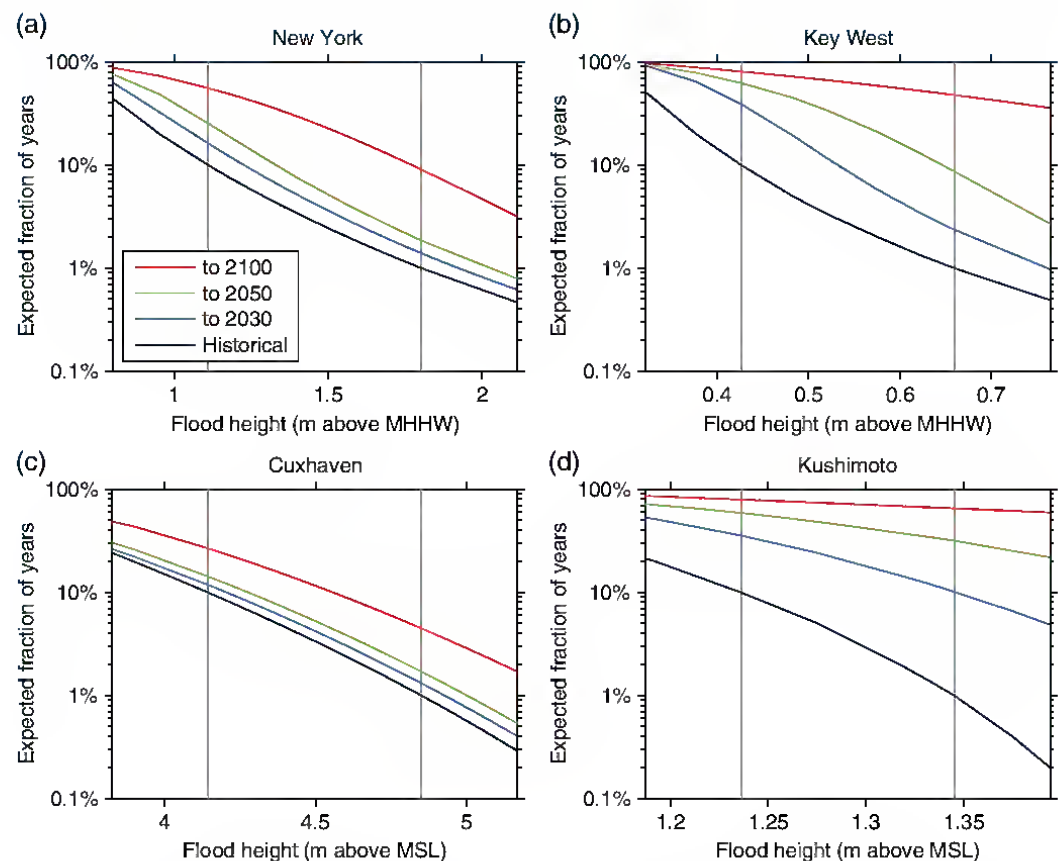 (a)
New York
100%
10%
1%
0.1%
Expected fraction of years
to 2100
to 2050
to 2030
Historical
1
1.5
2
Flood height (m above MHHW)
(b)
Key West
100%
10%
1%
0.1%
Expected fraction of years
0.4
0.5
0.6
0.7
Flood height (m above MHHW)
(c)
Cuxhaven
100%
10%
1%
0.1%
Expected fraction of years
4
4.5
5
Flood height (m above MSL)
(d)
Kushimoto
100%
10%
1%
0.1%
Expected fraction of years
1.2
1.25
1.3
1.35
Flood height (m above MSL)